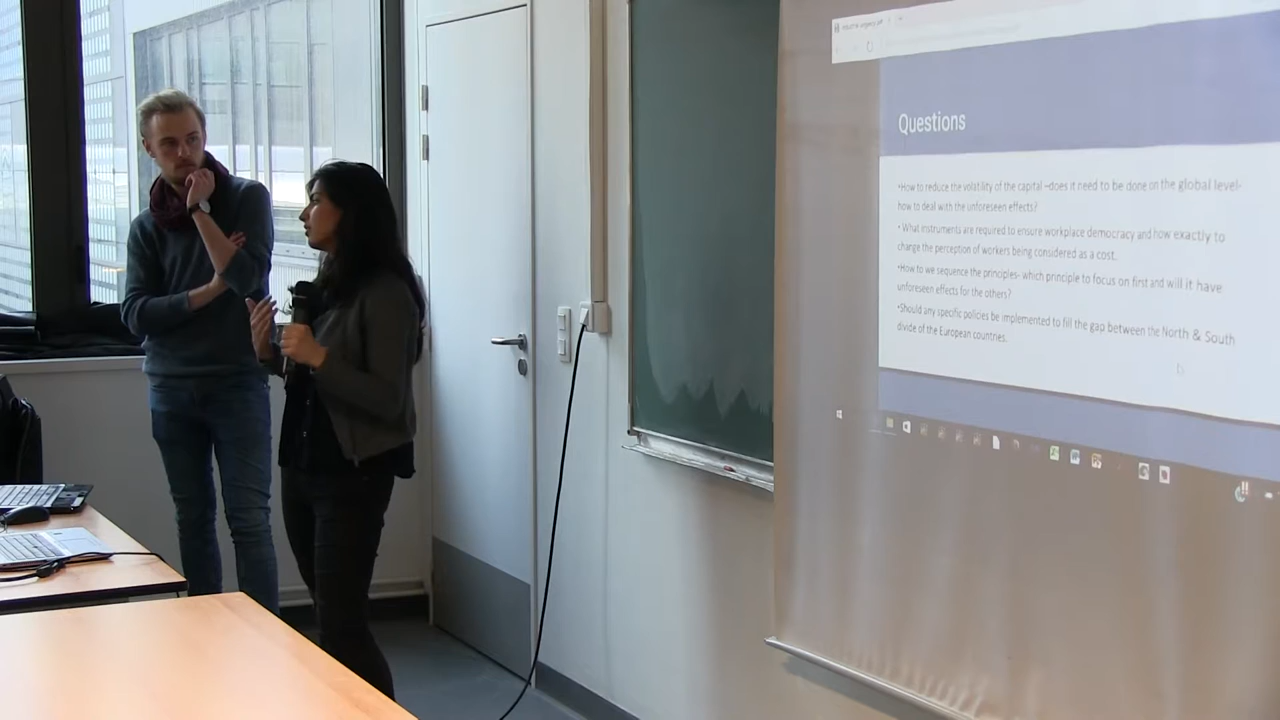 Questions
•How to reduce the volatility of the capital –does it need to be done on the global level-
how to deal with the unforeseen effects?
• What instruments are required to ensure workplace democracy and how exactly to
change the perception of workers being considered as a cost.
•How to we sequence the principles- which principle to focus on first and will it have
unforeseen effects for the others?
•Should any specific policies be implemented to fill the gap between the North & South
divide of the European countries.